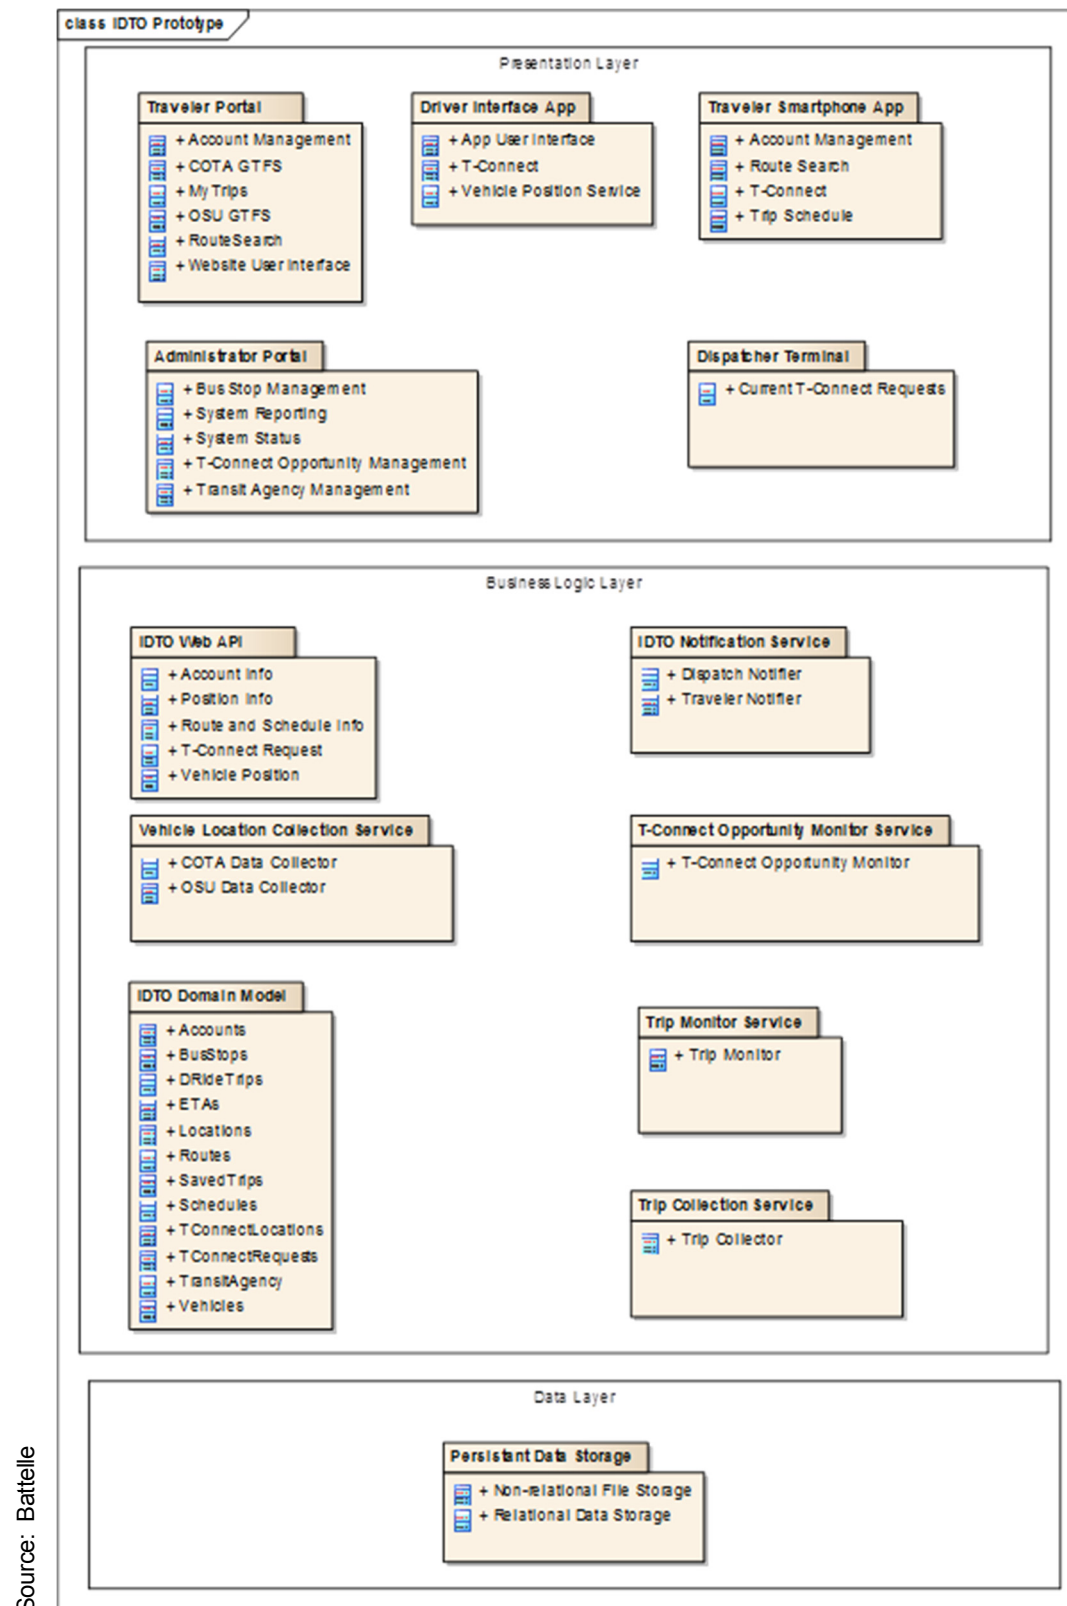 class IDTO Prototype
Presentation Layer
Traveler Portal
+ Account Management
+ COTA GTFS
+ My Trips
+ OSU GTFS
+ RouteSearch
+ Website User Interface
Driver Interface App
+ App User Interface
+ T-Connect
+ Vehicle Position Service
Traveler Smartphone App
+ Account Management
+ Route Search
+ T-Connect
+ Trip Schedule
Administrator Portal
+ Bus Stop Management
+ System Reporting
+ System Status
+ T-Connect Opportunity Management
+ Transit Agency Management
Dispatcher Terminal
+ Current T-Connect Requests
Business Logic Layer
IDTO Web API
+ Account Info
+ Position Info
+ Route and Schedule Info
+ T-Connect Request
+ Vehicle Position
IDTO Notification Service
+ Dispatch Notifier
+ Traveler Notifier
Vehicle Location Collection Service
+ COTA Data Collector
+ OSU Data Collector
T-Connect Opportunity Monitor Service
+ T-Connect Opportunity Monitor
IDTO Domain Model
+ Accounts
+ BusStops
+ DRideTrips
+ ETAs
+ Locations
+ Routes
+ SavedTrips
+ Schedules
+ TConnectLocations
+ TConnectRequests
+ TransitAgency
+ Vehicles
Trip Monitor Service
+ Trip Monitor
Trip Collection Service
+ Trip Collector
Data Layer
Persistant Data Storage
+ Non-relational File Storage
+ Relational Data Storage
Source: Battelle